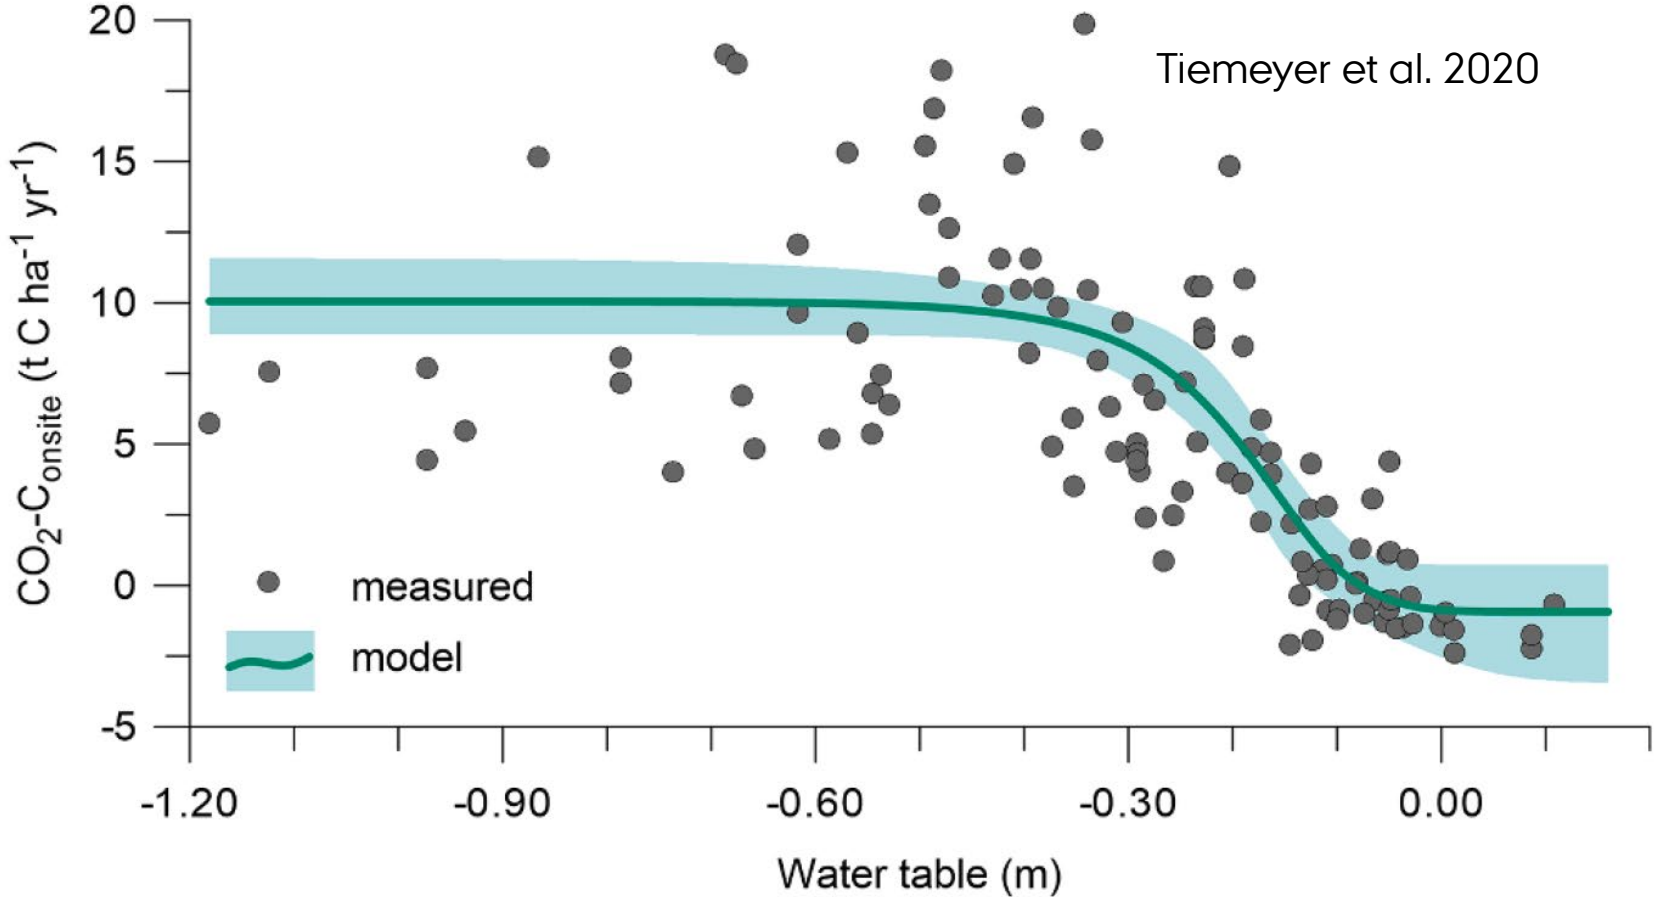 Tiemeyer et al. 2020
CO₂-C_onsite (t C ha⁻¹ yr⁻¹)
20
15
10
5
0
-5
measured
model
-1.20 -0.90 -0.60 -0.30 0.00
Water table (m)